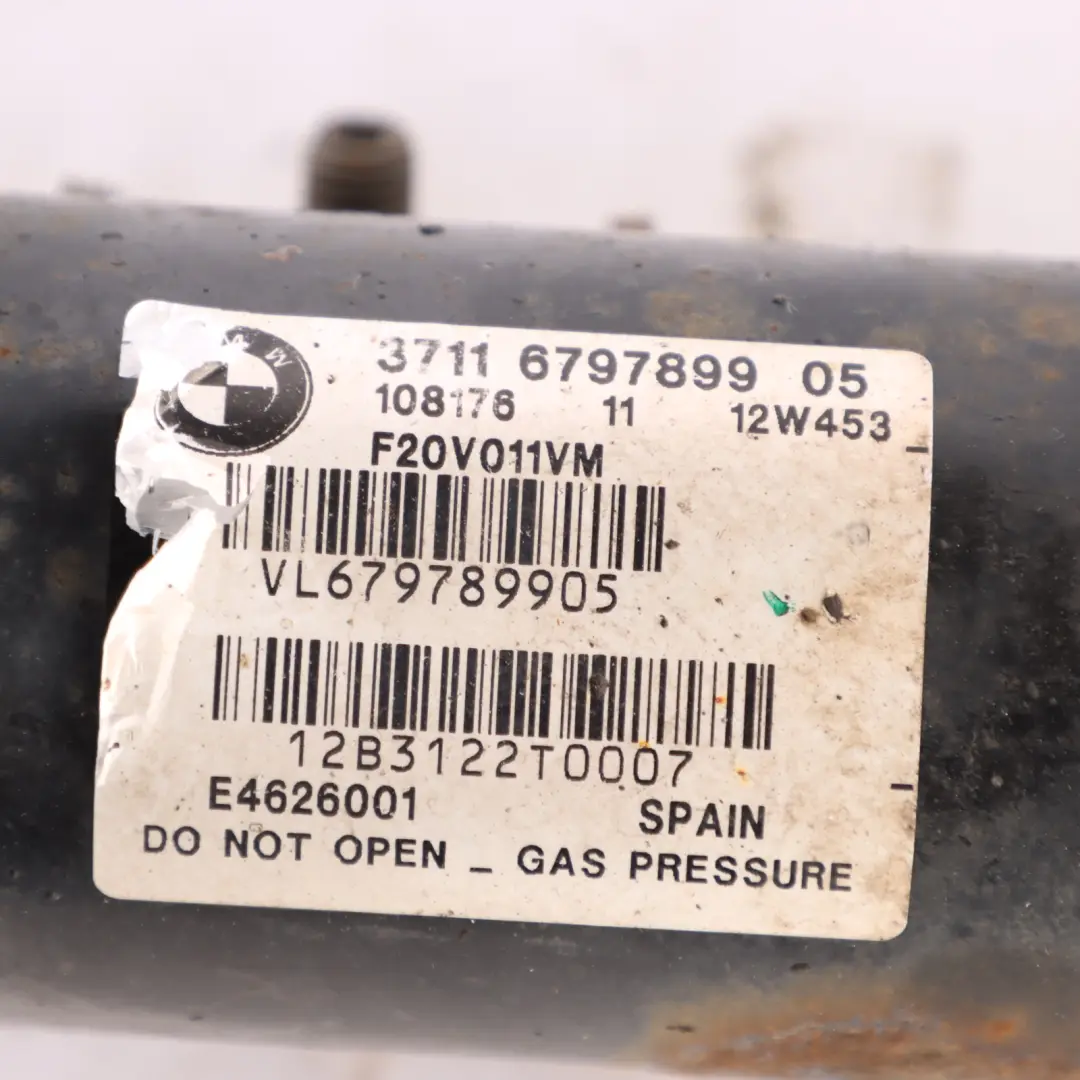 3711 6797899 05
108176 11 12W453
F20V011VM
VL679789905
12B3122T0007
E4626001 SPAIN
DO NOT OPEN _ GAS PRESSURE